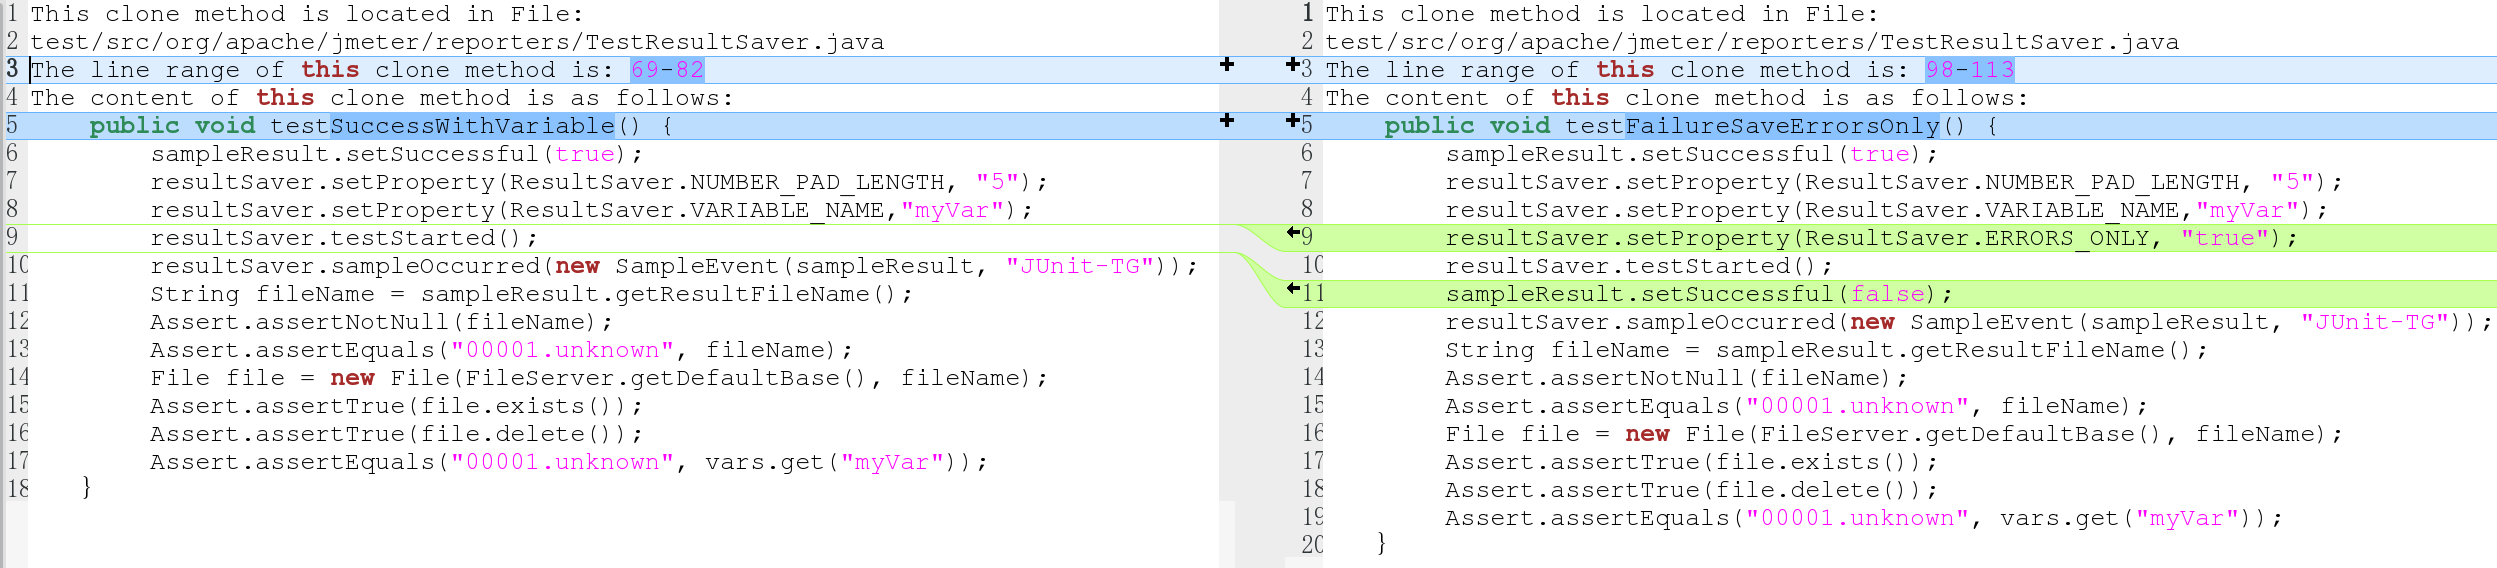 1 This clone method is located in File:
2 test/src/org/apache/jmeter/reporters/TestResultSaver.java
3 The line range of this clone method is: 69-82
4 The content of this clone method is as follows:
5     public void testSuccessWithVariable() {
6         sampleResult.setSuccessful(true);
7         resultSaver.setProperty(ResultSaver.NUMBER_PAD_LENGTH, "5");
8         resultSaver.setProperty(ResultSaver.VARIABLE_NAME,"myVar");
9         resultSaver.testStarted();
10         resultSaver.sampleOccurred(new SampleEvent(sampleResult, "JUnit-TG"));
11         String fileName = sampleResult.getResultFileName();
12         Assert.assertNotNull(fileName);
13         Assert.assertEquals("00001.unknown", fileName);
14         File file = new File(FileServer.getDefaultBase(), fileName);
15         Assert.assertTrue(file.exists());
16         Assert.assertTrue(file.delete());
17         Assert.assertEquals("00001.unknown", vars.get("myVar"));
18     }
1 This clone method is located in File:
2 test/src/org/apache/jmeter/reporters/TestResultSaver.java
3 The line range of this clone method is: 98-113
4 The content of this clone method is as follows:
5     public void testFailureSaveErrorsOnly() {
6         sampleResult.setSuccessful(true);
7         resultSaver.setProperty(ResultSaver.NUMBER_PAD_LENGTH, "5");
8         resultSaver.setProperty(ResultSaver.VARIABLE_NAME,"myVar");
9         resultSaver.setProperty(ResultSaver.ERRORS_ONLY, "true");
10         resultSaver.testStarted();
11         sampleResult.setSuccessful(false);
12         resultSaver.sampleOccurred(new SampleEvent(sampleResult, "JUnit-TG"));
13         String fileName = sampleResult.getResultFileName();
14         Assert.assertNotNull(fileName);
15         Assert.assertEquals("00001.unknown", fileName);
16         File file = new File(FileServer.getDefaultBase(), fileName);
17         Assert.assertTrue(file.exists());
18         Assert.assertTrue(file.delete());
19         Assert.assertEquals("00001.unknown", vars.get("myVar"));
20     }